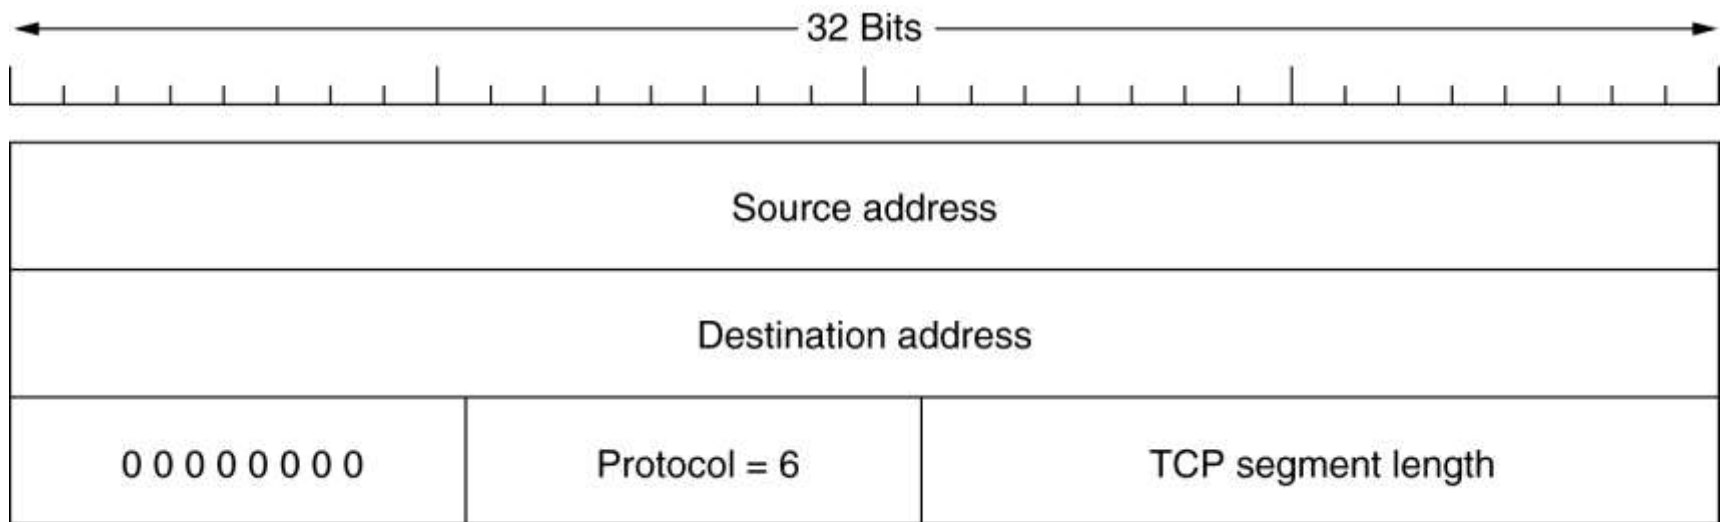 32 Bits
Source address
Destination address
0 0 0 0 0 0 0 0 Protocol = 6 TCP segment length